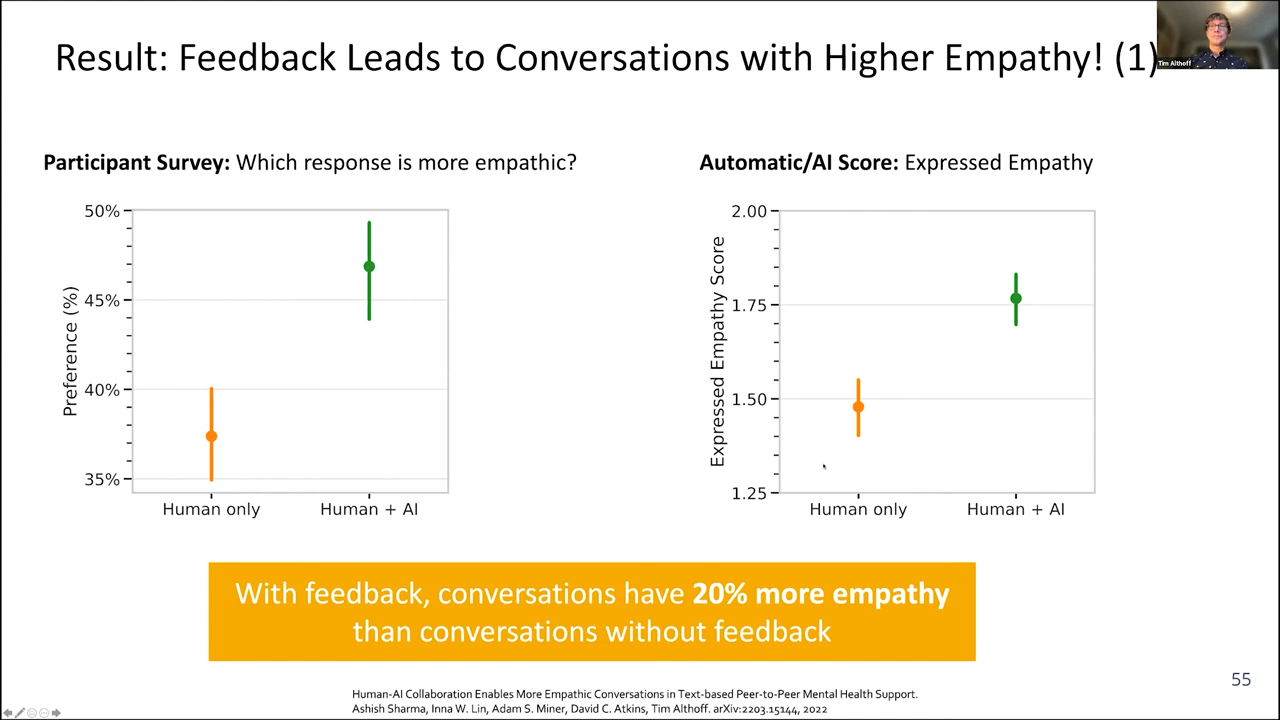 Result: Feedback Leads to Conversations with Higher Empathy! (1)
Tim Althoff
Participant Survey: Which response is more empathic?
50%
45%
40%
35%
Preference (%)
Human only
Human + AI
Automatic/AI Score: Expressed Empathy
2.00
1.75
1.50
1.25
Expressed Empathy Score
Human only
Human + AI
With feedback, conversations have 20% more empathy
than conversations without feedback
Human-AI Collaboration Enables More Empathic Conversations in Text-based Peer-to-Peer Mental Health Support.
Ashish Sharma, Inna W. Lin, Adam S. Miner, David C. Atkins, Tim Althoff. arXiv:2203.15144, 2022
55